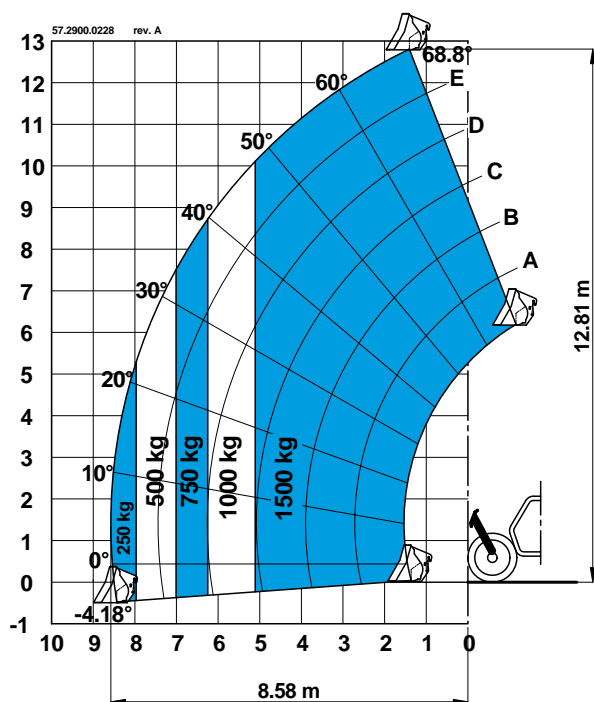 57.2900.0228 rev. A
13
68.8°
12
60°
E
11
D
50°
10
C
9
40°
B
8
A
7
30°
6
12.81 m
5
20°
4
3
10°
2
250 kg
500 kg
750 kg
1000 kg
1500 kg
1
0°
0
-4.18°
-1
10 9 8 7 6 5 4 3 2 1 0
8.58 m